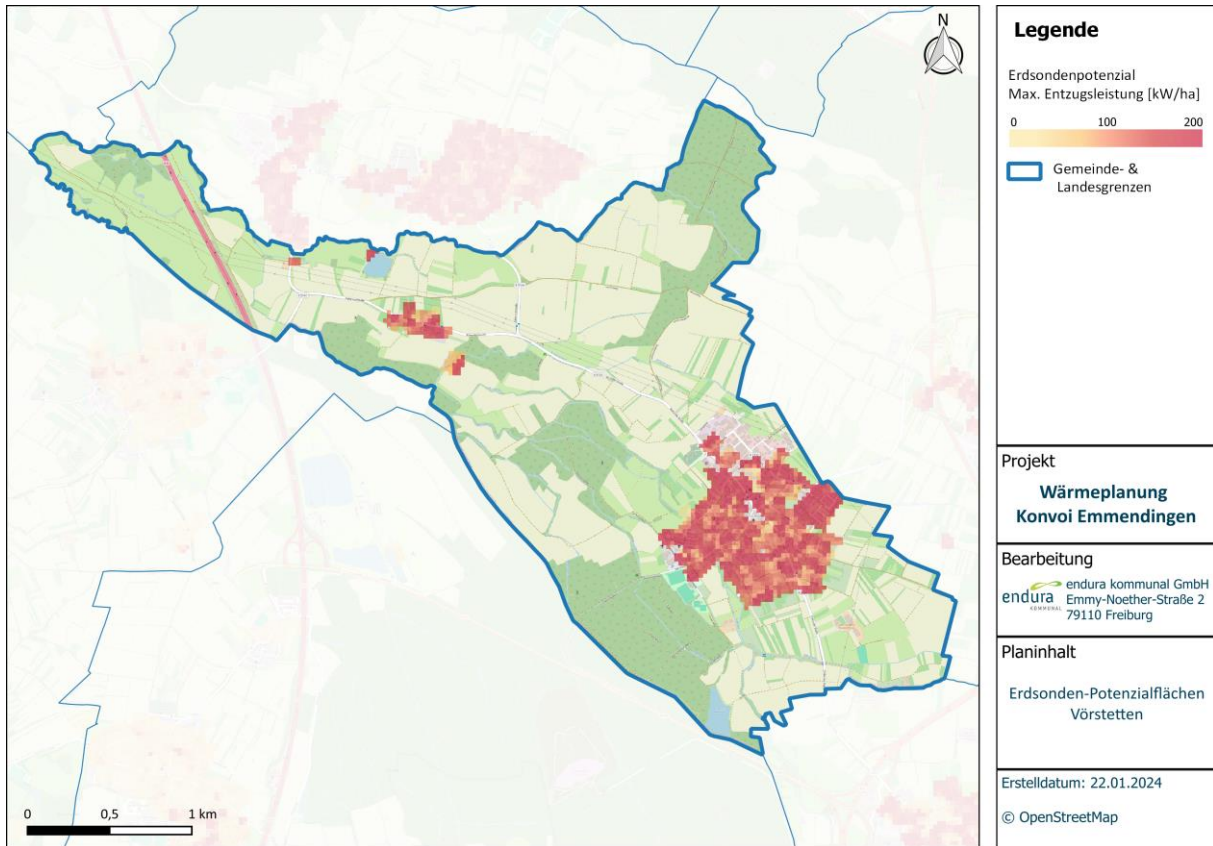 N
0 0,5 1 km
Legende
Erdsondenpotenzial
Max. Entzugsleistung [kW/ha]
0 100 200
Gemeinde- &
Landesgrenzen
Projekt
Wärmeplanung
Konvoi Emmendingen
Bearbeitung
endura
KOMMUNAL
endura kommunal GmbH
Emmy-Noether-Straße 2
79110 Freiburg
Planinhalt
Erdsonden-Potenzialflächen
Vörstetten
Erstelldatum: 22.01.2024
© OpenStreetMap